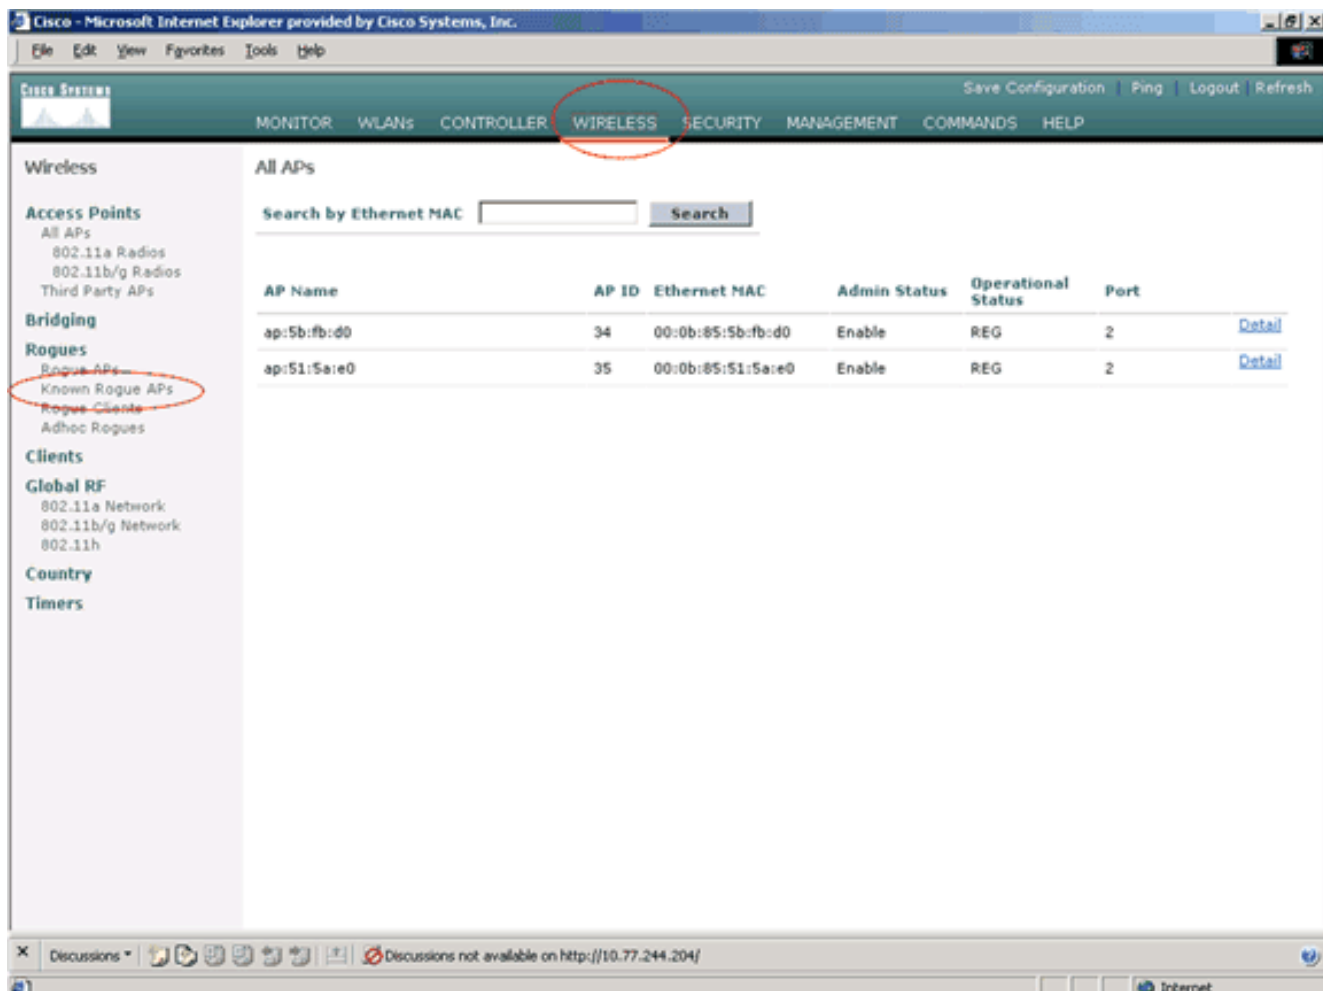 Cisco - Microsoft Internet Explorer provided by Cisco Systems, Inc.
File Edit View Favorites Tools Help
CISCO SYSTEMS
Save Configuration | Ping | Logout | Refresh
MONITOR WLANs CONTROLLER WIRELESS SECURITY MANAGEMENT COMMANDS HELP
Wireless
Access Points
All APs
802.11a Radios
802.11b/g Radios
Third Party APs
Bridging
Rogues
Rogue APs
Known Rogue APs
Rogue Clients
Adhoc Rogues
Clients
Global RF
802.11a Network
802.11b/g Network
802.11h
Country
Timers
All APs
Search by Ethernet MAC Search
AP Name AP ID Ethernet MAC Admin Status Operational Status Port
ap:5b:fb:d0 34 00:0b:85:5b:fb:d0 Enable REG 2 Detail
ap:51:5a:e0 35 00:0b:85:51:5a:e0 Enable REG 2 Detail
Discussions Discussions not available on http://10.77.244.204/
Internet